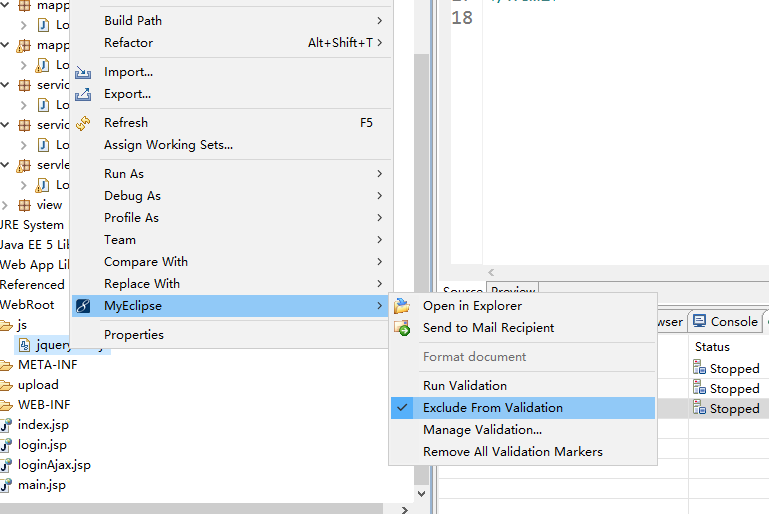 mapp
Lo
mapp
Lo
servic
Lo
servic
Lo
servle
Lo
view
JRE System
Java EE 5 Lib
Web App Lib
Referenced
WebRoot
js
jquery
META-INF
upload
WEB-INF
index.jsp
login.jsp
loginAjax.jsp
main.jsp
Build Path
Refactor Alt+Shift+T
Import...
Export...
Refresh F5
Assign Working Sets...
Run As
Debug As
Profile As
Team
Compare With
Replace With
MyEclipse
Properties
Open in Explorer
Send to Mail Recipient
Format document
Run Validation
Exclude From Validation
Manage Validation...
Remove All Validation Markers
18
Source Preview
wser Console
Status
Stopped
Stopped
Stopped